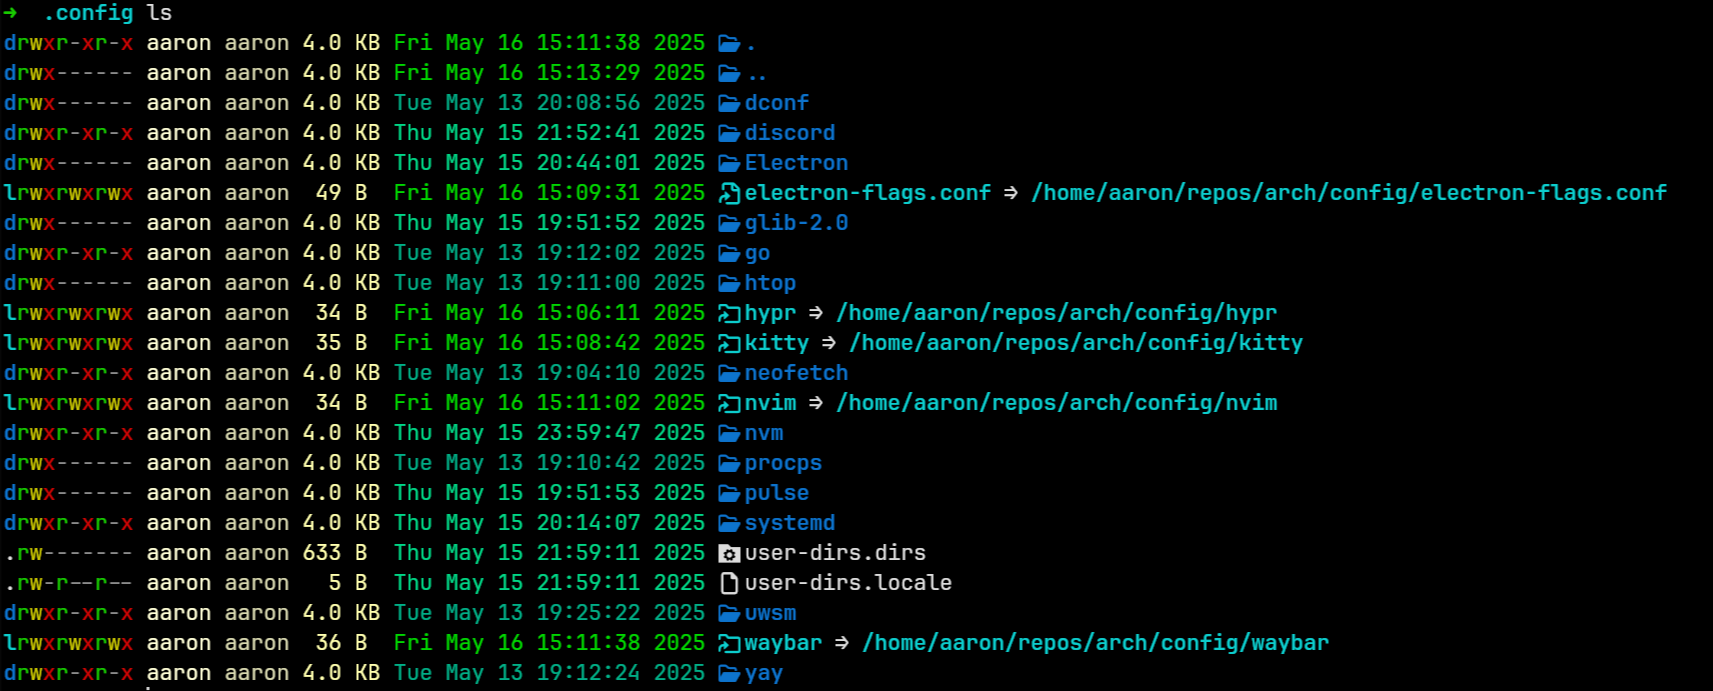 → .config ls
drwxr-xr-x aaron aaron 4.0 KB Fri May 16 15:11:38 2025 .
drwx------ aaron aaron 4.0 KB Fri May 16 15:13:29 2025 ..
drwx------ aaron aaron 4.0 KB Tue May 13 20:08:56 2025 dconf
drwxr-xr-x aaron aaron 4.0 KB Thu May 15 21:52:41 2025 discord
drwx------ aaron aaron 4.0 KB Thu May 15 20:44:01 2025 Electron
lrwxrwxrwx aaron aaron 49 B Fri May 16 15:09:31 2025 electron-flags.conf ⇒ /home/aaron/repos/arch/config/electron-flags.conf
drwx------ aaron aaron 4.0 KB Thu May 15 19:51:52 2025 glib-2.0
drwxr-xr-x aaron aaron 4.0 KB Tue May 13 19:12:02 2025 go
drwx------ aaron aaron 4.0 KB Tue May 13 19:11:00 2025 htop
lrwxrwxrwx aaron aaron 34 B Fri May 16 15:06:11 2025 hypr ⇒ /home/aaron/repos/arch/config/hypr
lrwxrwxrwx aaron aaron 35 B Fri May 16 15:08:42 2025 kitty ⇒ /home/aaron/repos/arch/config/kitty
drwxr-xr-x aaron aaron 4.0 KB Tue May 13 19:04:10 2025 neofetch
lrwxrwxrwx aaron aaron 34 B Fri May 16 15:11:02 2025 nvim ⇒ /home/aaron/repos/arch/config/nvim
drwxr-xr-x aaron aaron 4.0 KB Thu May 15 23:59:47 2025 nvm
drwx------ aaron aaron 4.0 KB Tue May 13 19:10:42 2025 procps
drwx------ aaron aaron 4.0 KB Thu May 15 19:51:53 2025 pulse
drwxr-xr-x aaron aaron 4.0 KB Thu May 15 20:14:07 2025 systemd
.rw------- aaron aaron 633 B Thu May 15 21:59:11 2025 user-dirs.dirs
.rw-r--r-- aaron aaron 5 B Thu May 15 21:59:11 2025 user-dirs.locale
drwxr-xr-x aaron aaron 4.0 KB Tue May 13 19:25:22 2025 uwsm
lrwxrwxrwx aaron aaron 36 B Fri May 16 15:11:38 2025 waybar ⇒ /home/aaron/repos/arch/config/waybar
drwxr-xr-x aaron aaron 4.0 KB Tue May 13 19:12:24 2025 yay